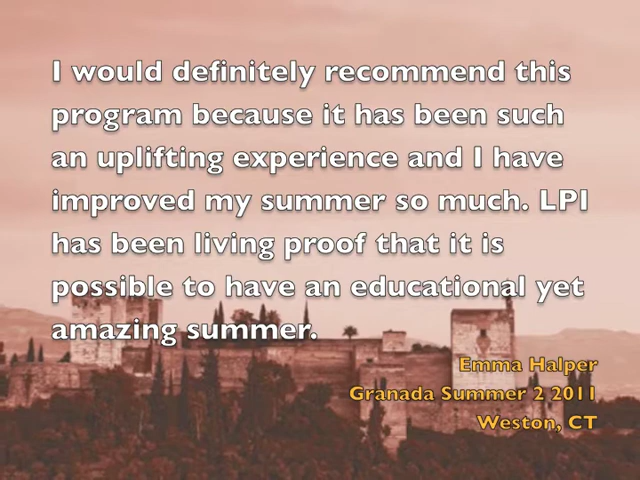 I would definitely recommend this
program because it has been such
an uplifting experience and I have
improved my summer so much. LPI
has been living proof that it is
possible to have an educational yet
amazing summer.
Emma Halper
Granada Summer 2 2011
Weston, CT